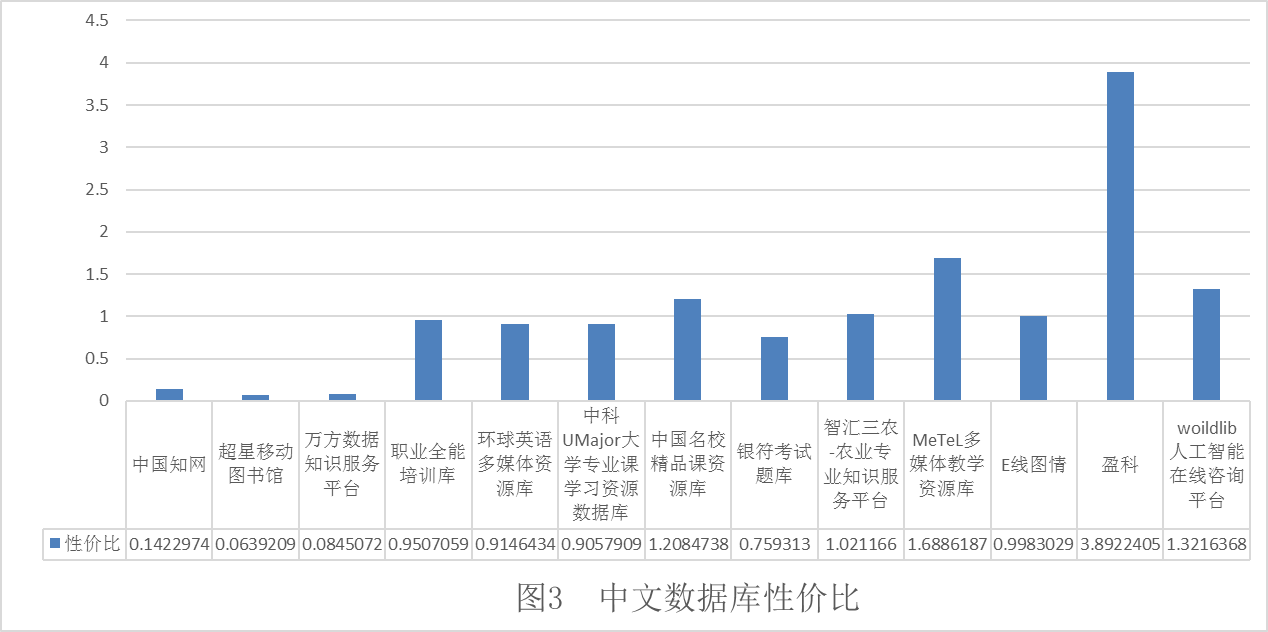 4.5
4
3.5
3
2.5
2
1.5
1
0.5
0
中国知网
超星移动
图书馆
万方数据
知识服务
平台
职业全能
培训库
环球英语
多媒体资
源库
中科
UMajor大
学专业课
学习资源
数据库
中国名校
精品课资
源库
银符考试
题库
智汇三农
-农业专
业知识服
务平台
MeTeL多
媒体教学
资源库
E线图情
盈科
woildlib
人工智能
在线咨询
平台
性价比 0.1422974 0.0639209 0.0845072 0.9507059 0.9146434 0.9057909 1.2084738 0.759313 1.021166 1.6886187 0.9983029 3.8922405 1.3216368
图3 中文数据库性价比